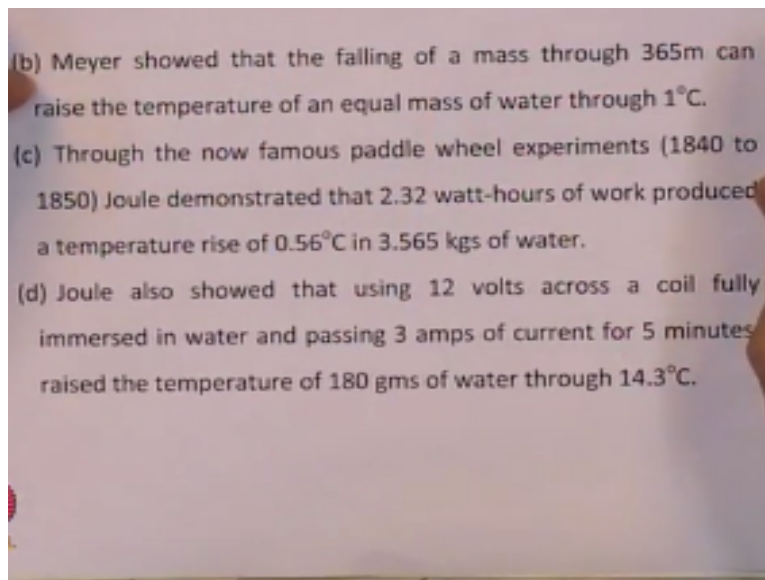 (b) Meyer showed that the falling of a mass through 365m can
raise the temperature of an equal mass of water through 1°C.
(c) Through the now famous paddle wheel experiments (1840 to
1850) Joule demonstrated that 2.32 watt-hours of work produced
a temperature rise of 0.56°C in 3.565 kgs of water.
(d) Joule also showed that using 12 volts across a coil fully
immersed in water and passing 3 amps of current for 5 minutes
raised the temperature of 180 gms of water through 14.3°C.